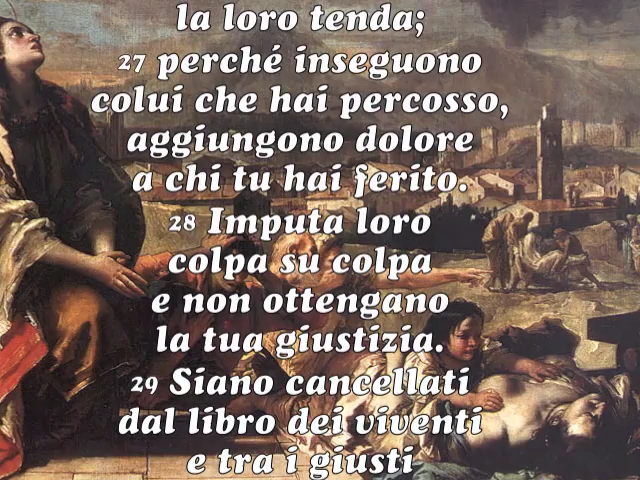 la loro tenda;
27 perché inseguono
colui che hai percosso,
aggiungono dolore
a chi tu hai ferito.
28 Imputa loro
colpa su colpa
e non ottengano
la tua giustizia.
29 Siano cancellati
dal libro dei viventi
e tra i giusti